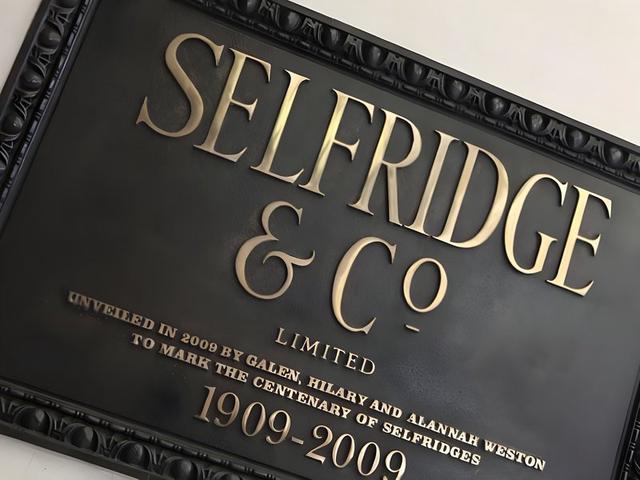 SELFRIDGE
& Co
LIMITED
UNVEILED IN 2009 BY GALEN, HILARY AND ALANNAH WESTON
TO MARK THE CENTENARY OF SELFRIDGES
1909-2009